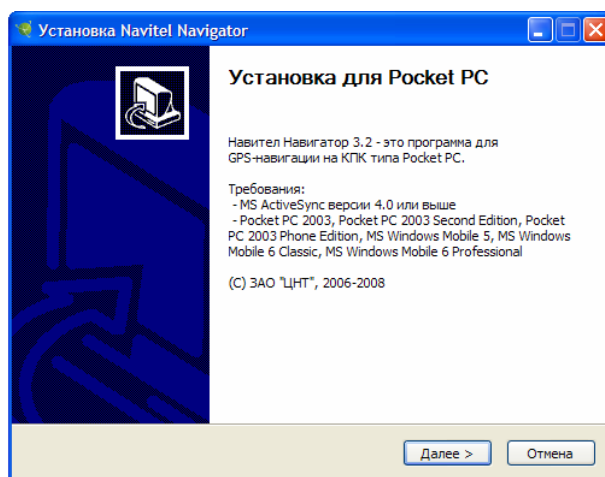 Установка Navitel Navigator
Установка для Pocket PC
Навител Навигатор 3.2 - это программа для
GPS-навигации на КПК типа Pocket PC.
Требования:
- MS ActiveSync версии 4.0 или выше
- Pocket PC 2003, Pocket PC 2003 Second Edition, Pocket
PC 2003 Phone Edition, MS Windows Mobile 5, MS Windows
Mobile 6 Classic, MS Windows Mobile 6 Professional
(C) ЗАО "ЦНТ", 2006-2008
Далее >
Отмена